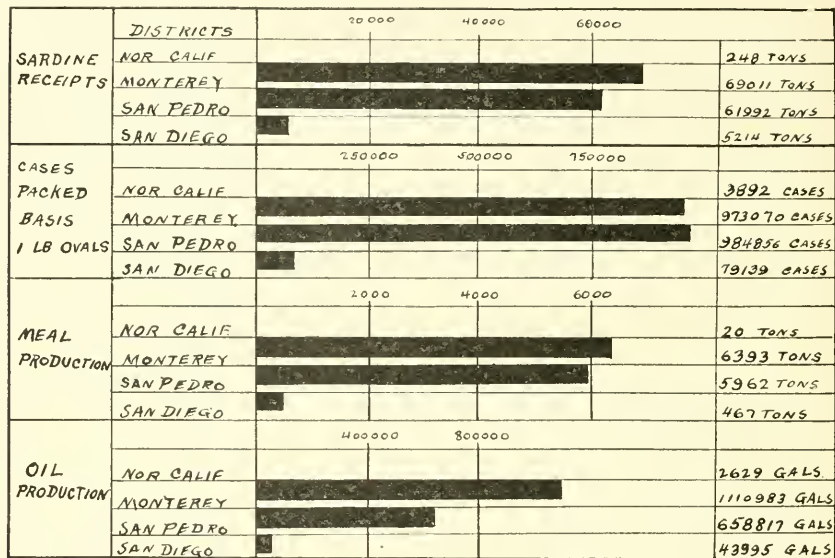 DISTRICTS 20000 40000 60000
SARDINE RECEIPTS
NOR CALIF 248 TONS
MONTEREY 69011 TONS
SAN PEDRO 61992 TONS
SAN DIEGO 5214 TONS
CASES PACKED BASIS 1 LB OVALS
250000 500000 750000
NOR CALIF 3892 CASES
MONTEREY 973070 CASES
SAN PEDRO 984856 CASES
SAN DIEGO 79139 CASES
MEAL PRODUCTION
2000 4000 6000
NOR CALIF 20 TONS
MONTEREY 6393 TONS
SAN PEDRO 5962 TONS
SAN DIEGO 467 TONS
OIL PRODUCTION
400000 800000
NOR CALIF 2629 GALS.
MONTEREY 1110983 GALS
SAN PEDRO 658817 GALS
SAN DIEGO 43995 GALS